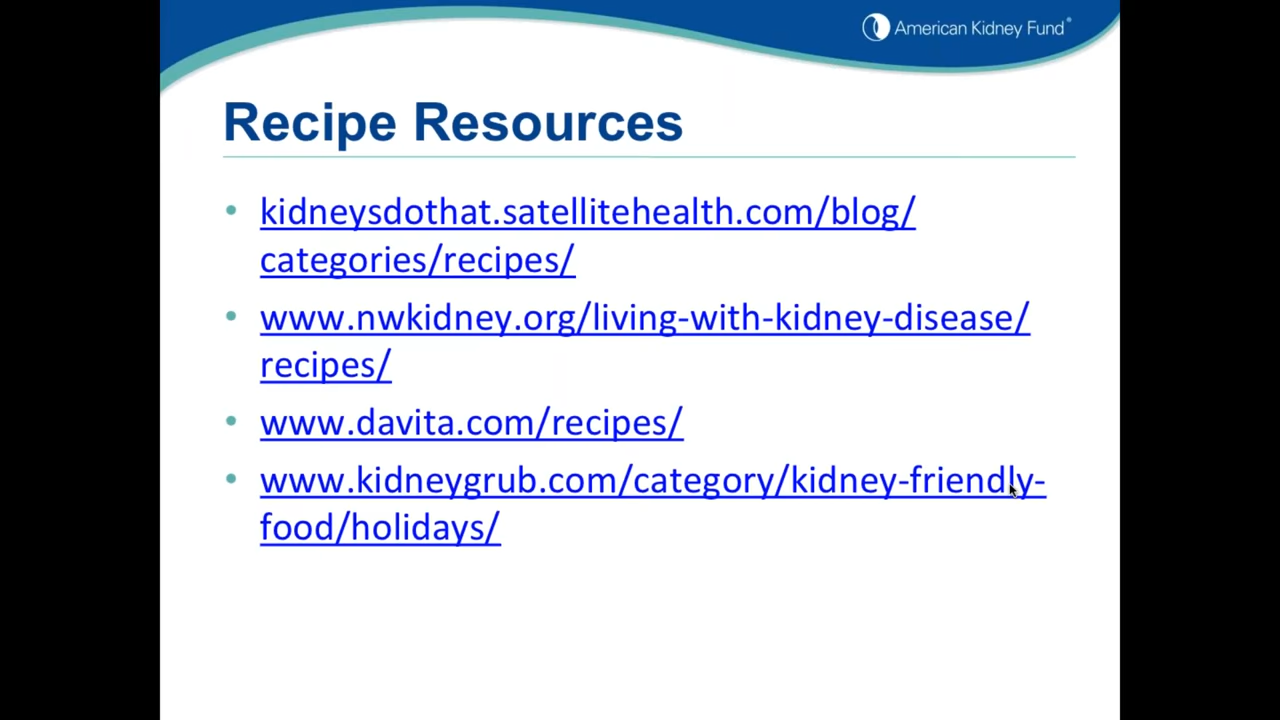 American Kidney Fund®
Recipe Resources
• kidneysdothat.satellitehealth.com/blog/
categories/recipes/
• www.nwkidney.org/living-with-kidney-disease/
recipes/
• www.davita.com/recipes/
• www.kidneygrub.com/category/kidney-friendly-
food/holidays/